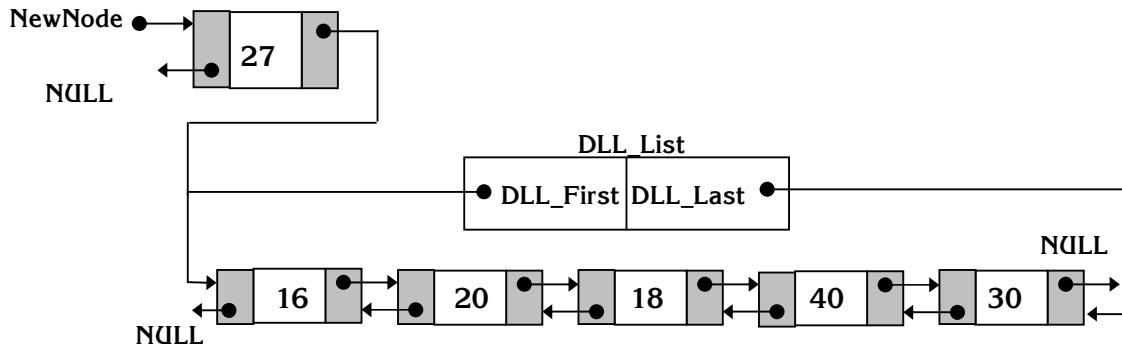 NewNode
27
NULL
DLL_List
DLL_First DLL_Last
NULL
16 20 18 40 30
NULL